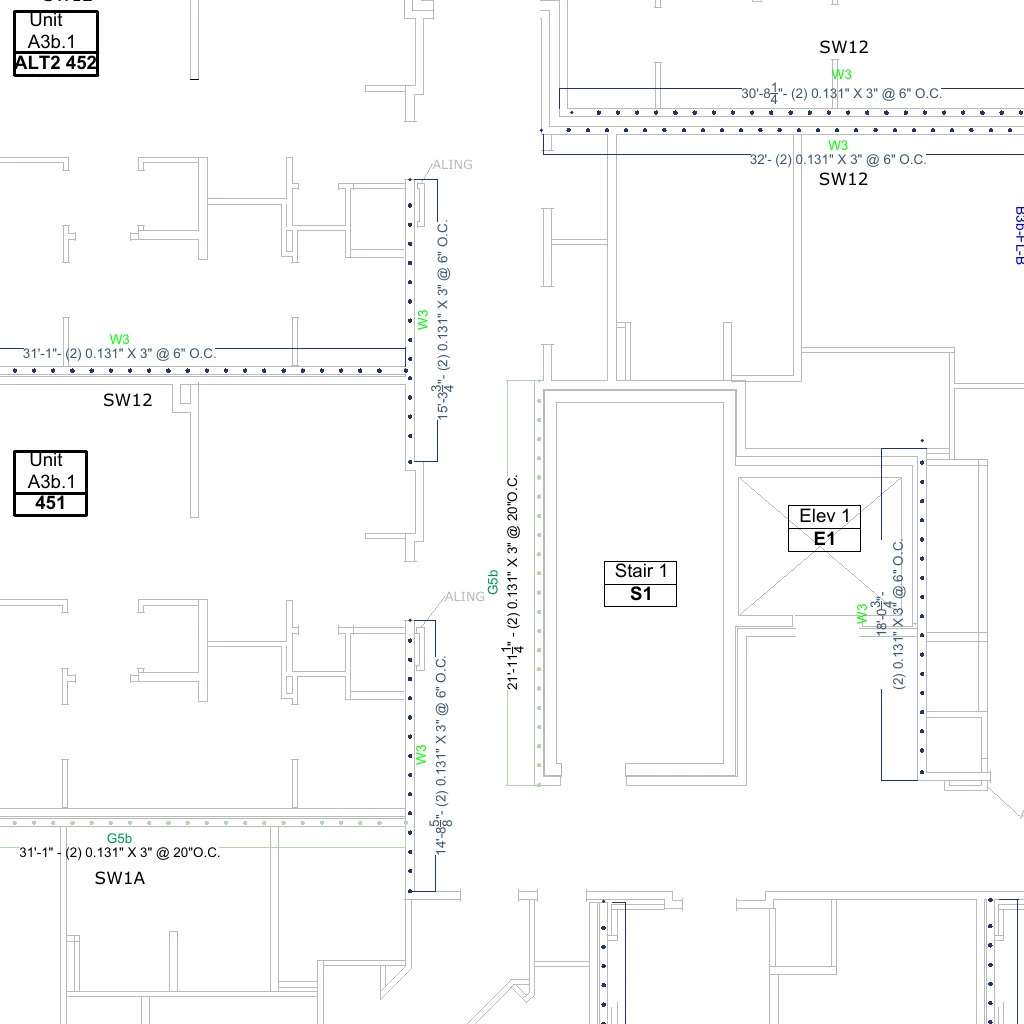 Unit
A3b.1
ALT2 452
SW12
W3
30'-8 1/4"- (2) 0.131" X 3" @ 6" O.C.
W3
32'- (2) 0.131" X 3" @ 6" O.C.
SW12
ALING
B3b-FL-B
W3
15'-3 3/4"- (2) 0.131" X 3" @ 6" O.C.
W3
31'-1"- (2) 0.131" X 3" @ 6" O.C.
SW12
Unit
A3b.1
451
G5b
21'-11 1/4" - (2) 0.131" X 3" @ 20"O.C.
Elev 1
E1
Stair 1
S1
W3
18'-0 3/4"-
(2) 0.131" X 3" @ 6" O.C.
ALING
W3
14'-8 5/8"- (2) 0.131" X 3" @ 6" O.C.
G5b
31'-1" - (2) 0.131" X 3" @ 20"O.C.
SW1A